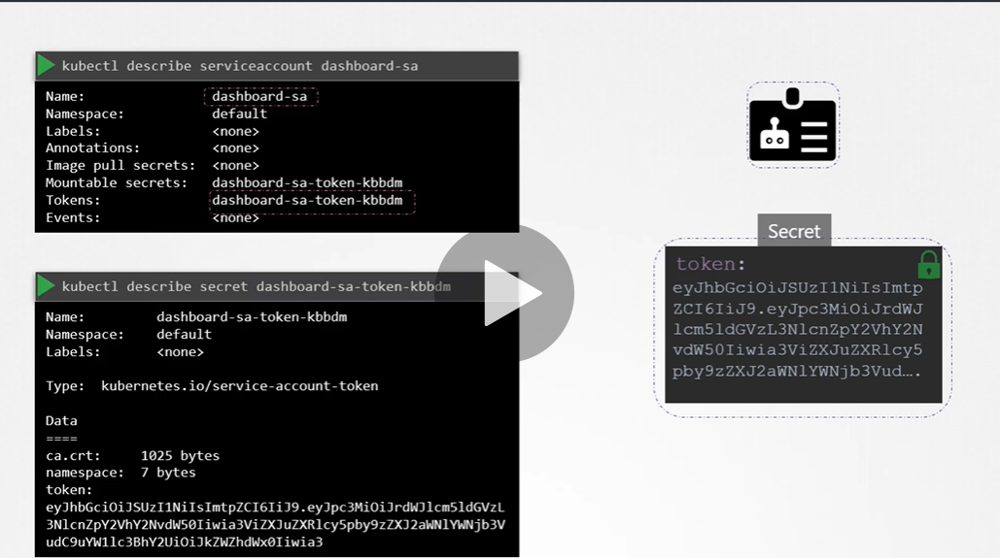 kubectl describe serviceaccount dashboard-sa
Name: dashboard-sa
Namespace: default
Labels: <none>
Annotations: <none>
Image pull secrets: <none>
Mountable secrets: dashboard-sa-token-kbbdm
Tokens: dashboard-sa-token-kbbdm
Events: <none>
kubectl describe secret dashboard-sa-token-kbbdm
Name: dashboard-sa-token-kbbdm
Namespace: default
Labels: <none>
Type: kubernetes.io/service-account-token
Data
====
ca.crt: 1025 bytes
namespace: 7 bytes
token:
eyJhbGciOiJSUzI1NiIsImtpZCI6IiJ9.eyJpc3MiOiJrdWJlcm5ldGVzL
3NlcnZpY2VhY2NvdW50Iiwia3ViZXJuZXRlcy5pby9zZXJ2aWNlYWNjb3V
udC9uYW1lc3BhY2UiOiJkZWZhdWx0Iiwia3
Secret
token:
eyJhbGciOiJSUzI1NiIsImtp
ZCI6IiJ9.eyJpc3MiOiJrdWJ
lcm5ldGVzL3NlcnZpY2VhY2N
vdW50Iiwia3ViZXJuZXRlcy5
pby9zZXJ2aWNlYWNjb3Vud….